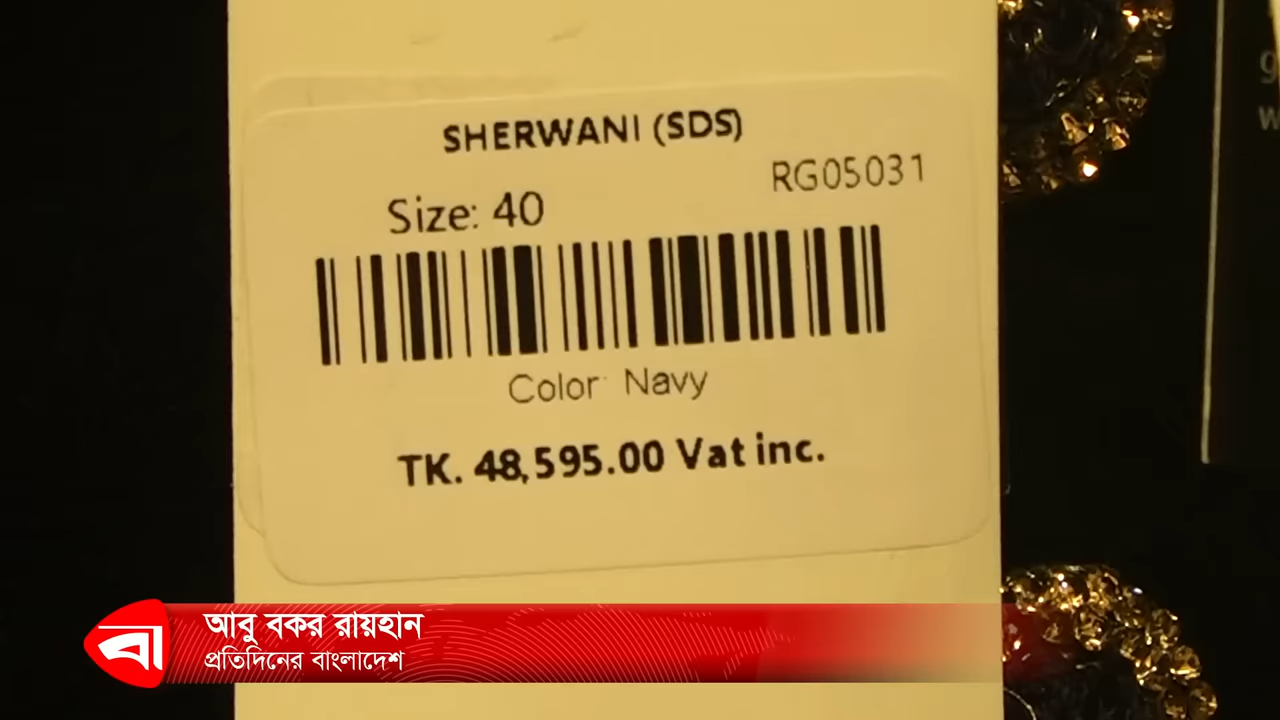 SHERWANI (SDS)
RG05031
Size: 40
Color: Navy
TK. 48,595.00 Vat inc.
বা
আবু বকর রায়হান
প্রতিদিনের বাংলাদেশ